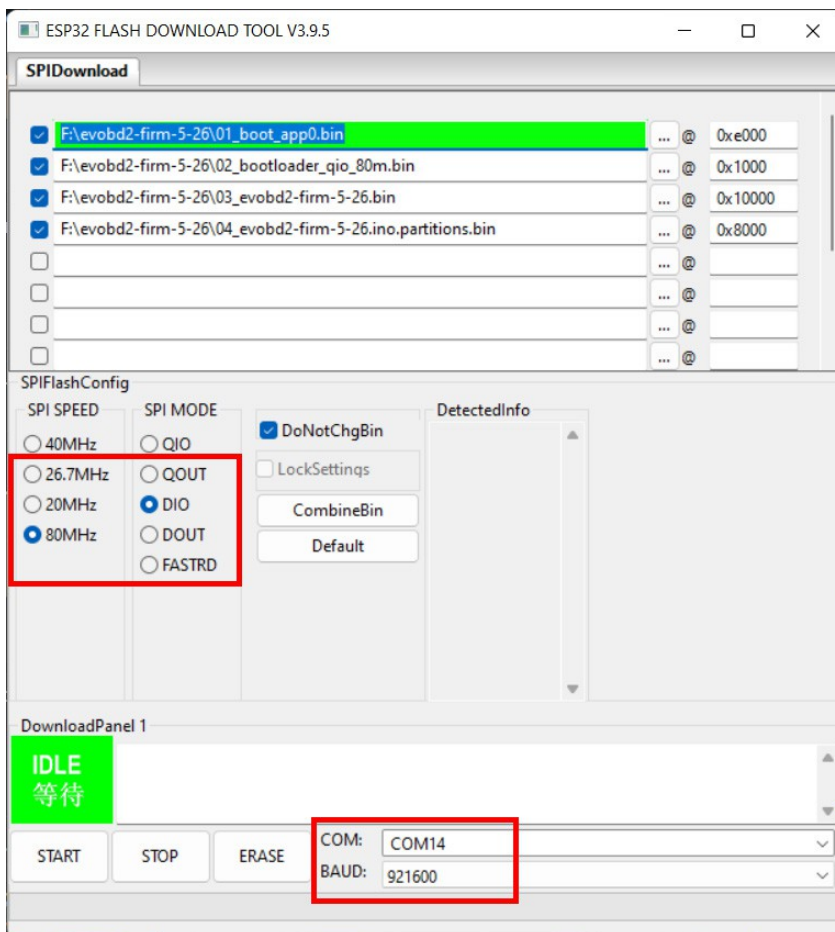 ESP32 FLASH DOWNLOAD TOOL V3.9.5
SPIDownload
F:\evobd2-firm-5-26\01_boot_app0.bin ... @ 0xe000
F:\evobd2-firm-5-26\02_bootloader_qio_80m.bin ... @ 0x1000
F:\evobd2-firm-5-26\03_evobd2-firm-5-26.bin ... @ 0x10000
F:\evobd2-firm-5-26\04_evobd2-firm-5-26.ino.partitions.bin ... @ 0x8000
... @
... @
... @
... @
SPIFlashConfig
SPI SPEED
40MHz
26.7MHz
20MHz
80MHz
SPI MODE
QIO
QOUT
DIO
DOUT
FASTRD
DoNotChgBin
LockSettings
CombineBin
Default
DetectedInfo
DownloadPanel 1
IDLE
等待
START STOP ERASE
COM: COM14
BAUD: 921600